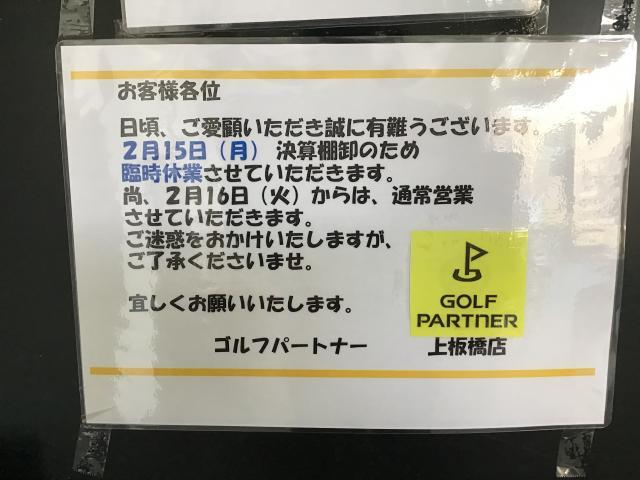 お客様各位
日頃、ご愛顧いただき誠に有難うございます。
２月１５日（月）決算棚卸のため
臨時休業させていただきます。
尚、２月１６日（火）からは、通常営業
させていただきます。
ご迷惑をおかけいたしますが、
ご了承くださいませ。
宜しくお願いいたします。
GOLF
PARTNER
ゴルフパートナー 上板橋店